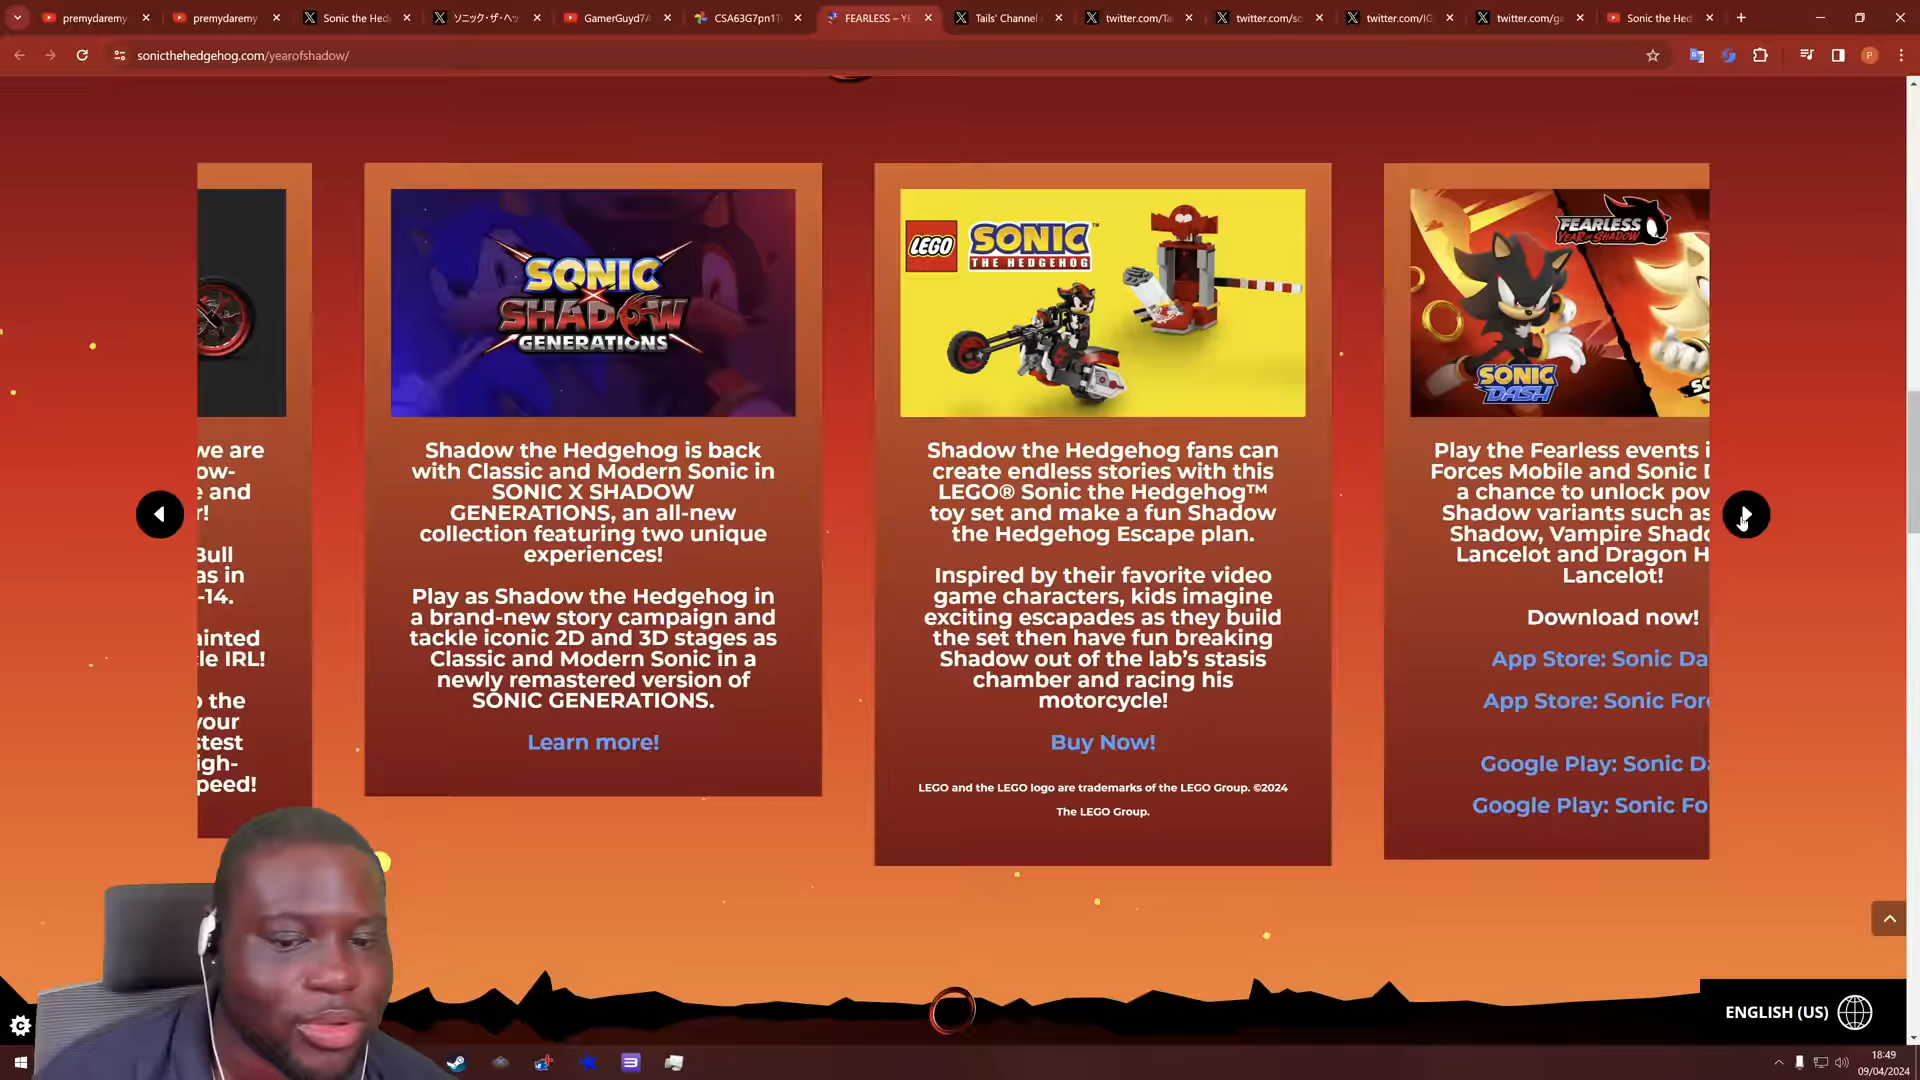 premydaremy
premydaremy
Sonic the Hed
ソニック・ザ・ヘッ
GamerGuyd7
CSA63G7pn1T
FEARLESS – YE
Tails' Channel
twitter.com/Ta
twitter.com/so
twitter.com/IG
twitter.com/ga
Sonic the Hed
sonicthehedgehog.com/yearofshadow/
P
we are
ow-
e and
r!
Bull
as in
-14.
ainted
le IRL!
o the
your
test
igh-
peed!
SONIC
X
SHADOW
GENERATIONS
Shadow the Hedgehog is back
with Classic and Modern Sonic in
SONIC X SHADOW
GENERATIONS, an all-new
collection featuring two unique
experiences!
Play as Shadow the Hedgehog in
a brand-new story campaign and
tackle iconic 2D and 3D stages as
Classic and Modern Sonic in a
newly remastered version of
SONIC GENERATIONS.
Learn more!
LEGO
SONIC™
THE HEDGEHOG
Shadow the Hedgehog fans can
create endless stories with this
LEGO® Sonic the Hedgehog™
toy set and make a fun Shadow
the Hedgehog Escape plan.
Inspired by their favorite video
game characters, kids imagine
exciting escapades as they build
the set then have fun breaking
Shadow out of the lab's stasis
chamber and racing his
motorcycle!
Buy Now!
LEGO and the LEGO logo are trademarks of the LEGO Group. ©2024
The LEGO Group.
FEARLESS
YEAR OF SHADOW
SONIC
DASH
SO
Play the Fearless events i
Forces Mobile and Sonic D
a chance to unlock pow
Shadow variants such as
Shadow, Vampire Shado
Lancelot and Dragon H
Lancelot!
Download now!
App Store: Sonic Da
App Store: Sonic For
Google Play: Sonic Da
Google Play: Sonic Fo
ENGLISH (US)
18:49
09/04/2024